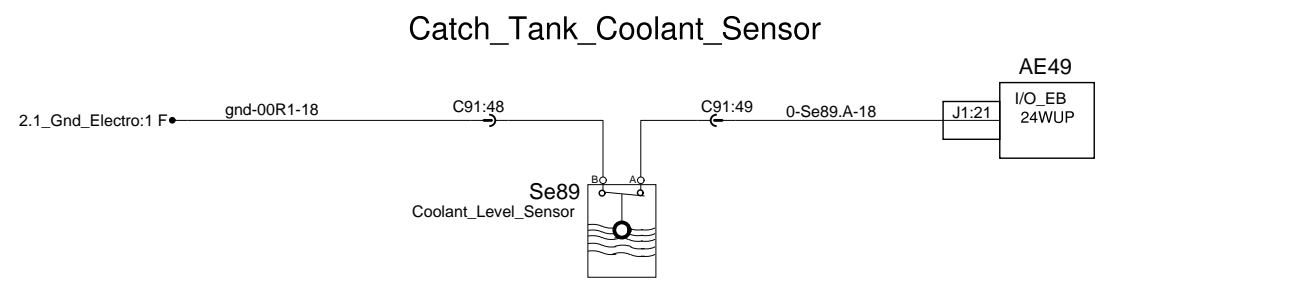 Catch_Tank_Coolant_Sensor
AE49
2.1_Gnd_Electro:1 F
gnd-00R1-18
C91:48
C91:49
0-Se89.A-18
J1:21
I/O_EB
24WUP
B
A
Se89
Coolant_Level_Sensor